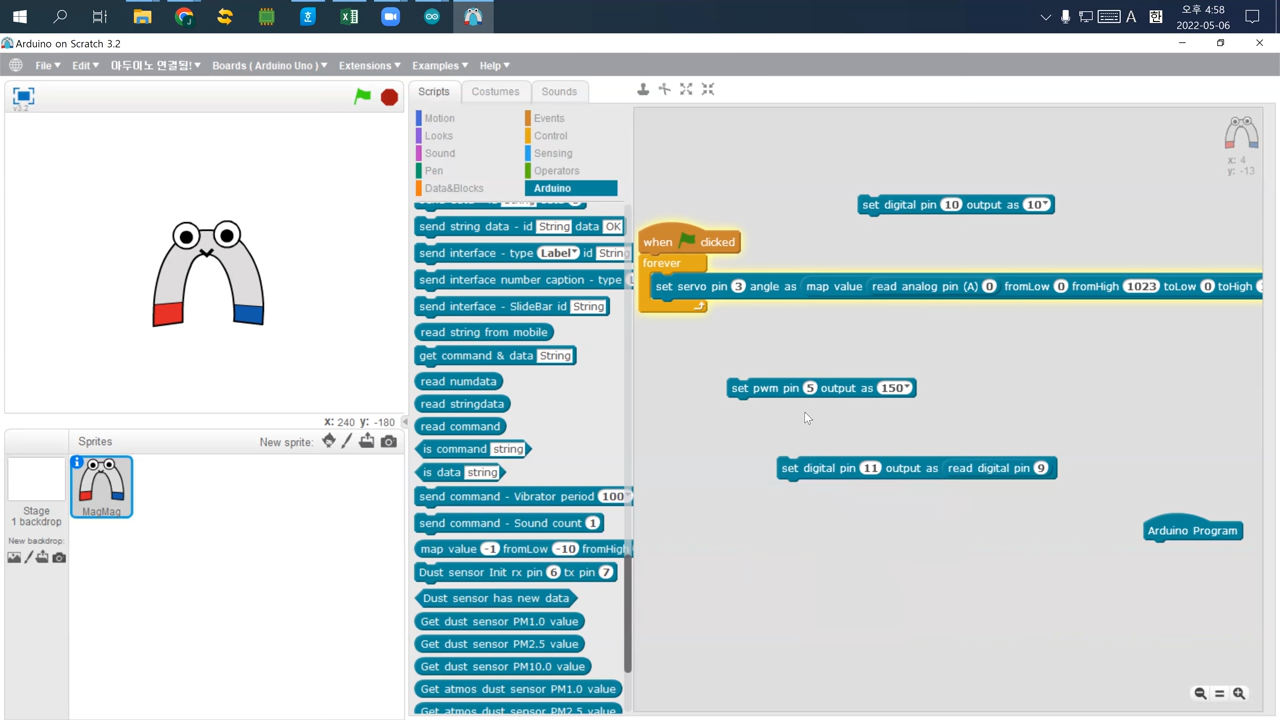 A 한 오후 4:58
2022-05-06
Arduino on Scratch 3.2
File Edit 아두이노 연결됨! Boards ( Arduino Uno ) Extensions Examples Help
v3.2
x: 240 y: -180
Sprites New sprite:
Stage
1 backdrop
New backdrop:
MagMag
Scripts Costumes Sounds
Motion Events
Looks Control
Sound Sensing
Pen Operators
Data&Blocks Arduino
send string data - id String data OK
send interface - type Label id String
send interface number caption - type
send interface - SlideBar id String
read string from mobile
get command & data String
read numdata
read stringdata
read command
is command string
is data string
send command - Vibrator period 100
send command - Sound count 1
map value -1 fromLow -10 fromHigh
Dust sensor Init rx pin 6 tx pin 7
Dust sensor has new data
Get dust sensor PM1.0 value
Get dust sensor PM2.5 value
Get dust sensor PM10.0 value
Get atmos dust sensor PM1.0 value
Get atmos dust sensor PM2.5 value
x: 4
y: -13
set digital pin 10 output as 10
when clicked
forever
set servo pin 3 angle as map value read analog pin (A) 0 fromLow 0 fromHigh 1023 toLow 0 toHigh
set pwm pin 5 output as 150
set digital pin 11 output as read digital pin 9
Arduino Program